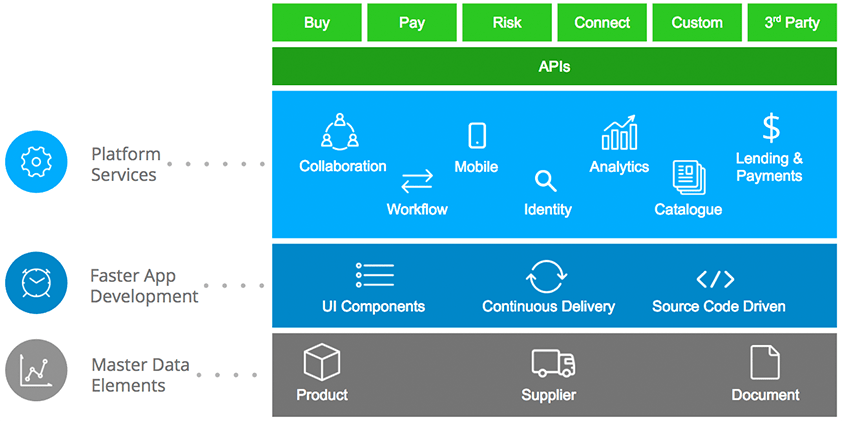 Buy
Pay
Risk
Connect
Custom
3rd Party
APIs
Platform
Services
Collaboration
Mobile
Analytics
Lending &
Payments
Workflow
Identity
Catalogue
Faster App
Development
UI Components
Continuous Delivery
Source Code Driven
Master Data
Elements
Product
Supplier
Document